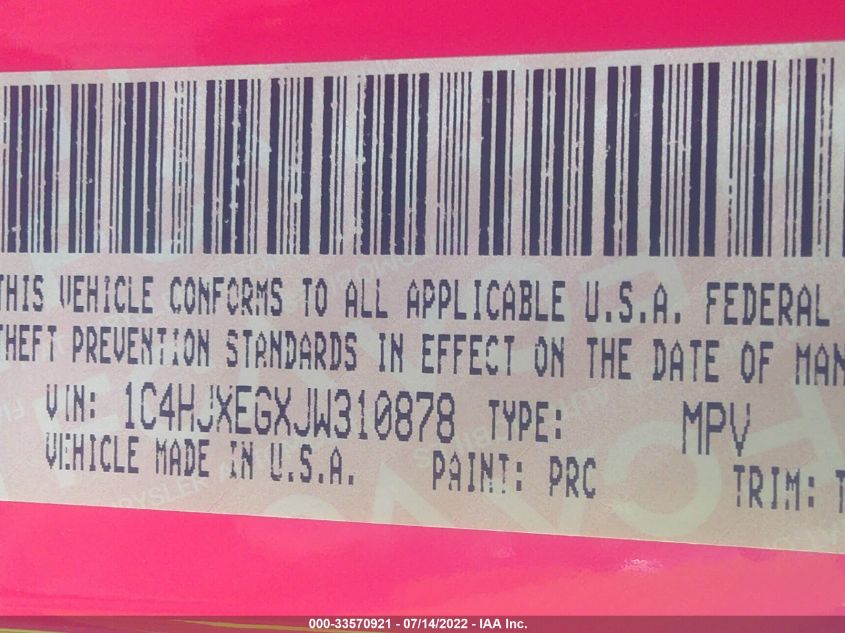 THIS VEHICLE CONFORMS TO ALL APPLICABLE U.S.A. FEDERAL
THEFT PREVENTION STANDARDS IN EFFECT ON THE DATE OF MAN
VIN: 1C4HJXEGXJW310878 TYPE: MPV
VEHICLE MADE IN U.S.A. PAINT: PRC TRIM: T
000-33570921 - 07/14/2022 - IAA Inc.